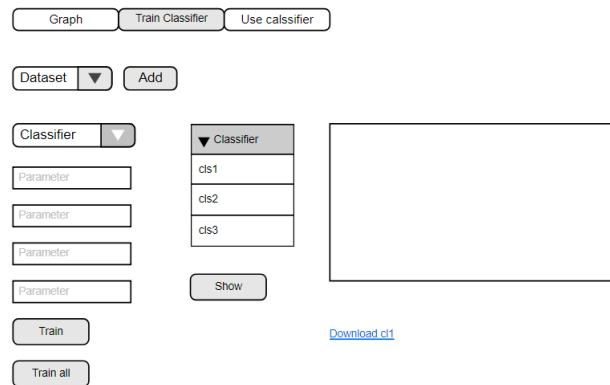 Graph Train Classifier Use calssifier
Dataset Add
Classifier
Parameter
Parameter
Parameter
Parameter
Train
Train all
Classifier
cls1
cls2
cls3
Show
Download cl1